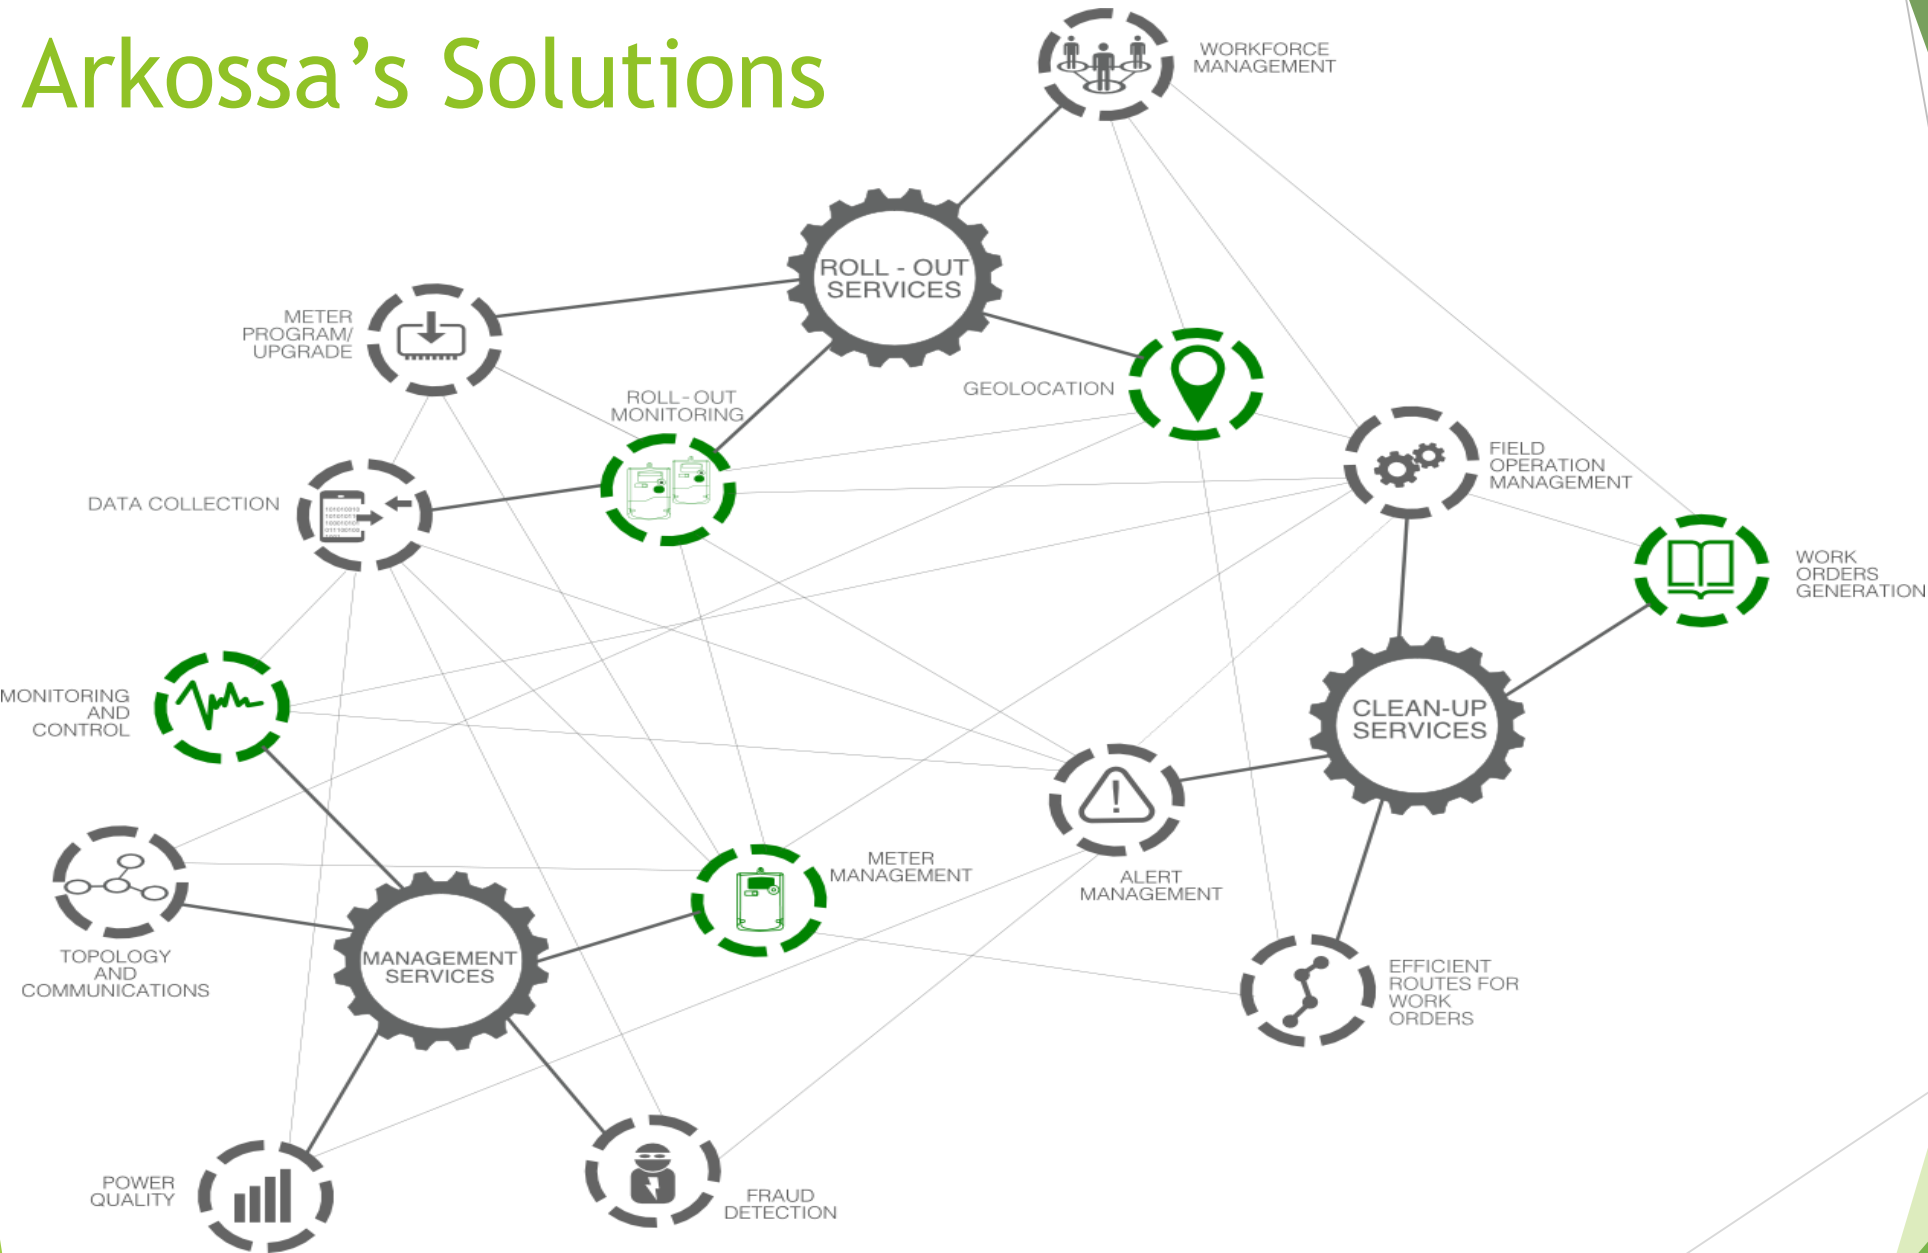 Arkossa's Solutions
WORKFORCE
MANAGEMENT
ROLL - OUT
SERVICES
METER
PROGRAM/
UPGRADE
ROLL-OUT
MONITORING
GEOLOCATION
FIELD
OPERATION
MANAGEMENT
DATA COLLECTION
WORK
ORDERS
GENERATION
MONITORING
AND
CONTROL
CLEAN-UP
SERVICES
METER
MANAGEMENT
ALERT
MANAGEMENT
TOPOLOGY
AND
COMMUNICATIONS
MANAGEMENT
SERVICES
EFFICIENT
ROUTES FOR
WORK
ORDERS
POWER
QUALITY
FRAUD
DETECTION